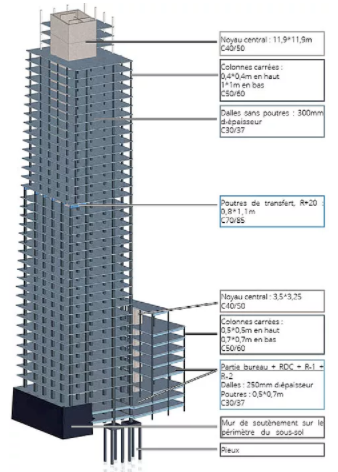 Noyau central : 11,9*11,9m
C40/50
Colonnes carrées :
0,4*0,4m en haut
1*1m en bas
C50/60
Dalles sans poutres : 300mm
d'épaisseur
C30/37
Poutres de transfert, R+20 :
0,8*1,1m
C70/85
Noyau central : 3,5*3,25
C40/50
Colonnes carrées :
0,5*0,5m en haut
0,7*0,7m en bas
C50/60
Partie bureau + RDC + R-1 +
R-2
Dalles : 250mm d'épaisseur
Poutres : 0,5*0,7m
C30/37
Mur de soutènement sur le
périmètre du sous-sol
Pieux